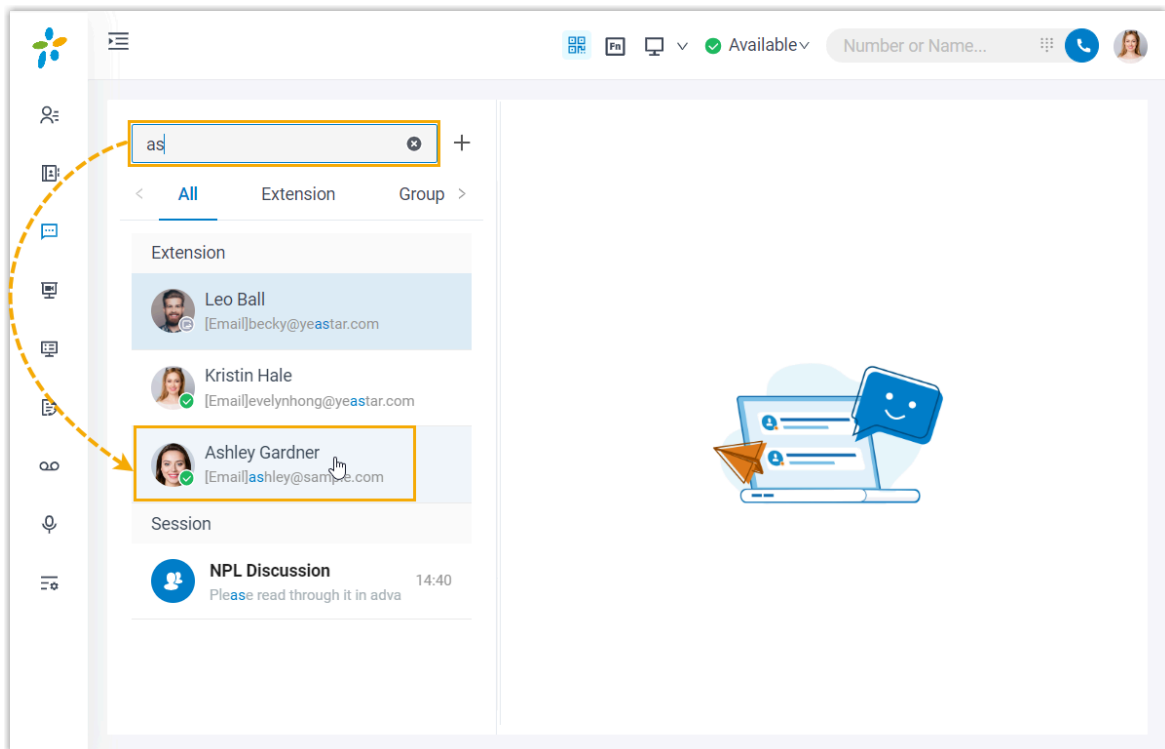 Fn
Available
Number or Name...
as
All
Extension
Group
Extension
Leo Ball
[Email]becky@yeastar.com
Kristin Hale
[Email]evelynhong@yeastar.com
Ashley Gardner
[Email]ashley@sample.com
Session
NPL Discussion
14:40
Please read through it in adva